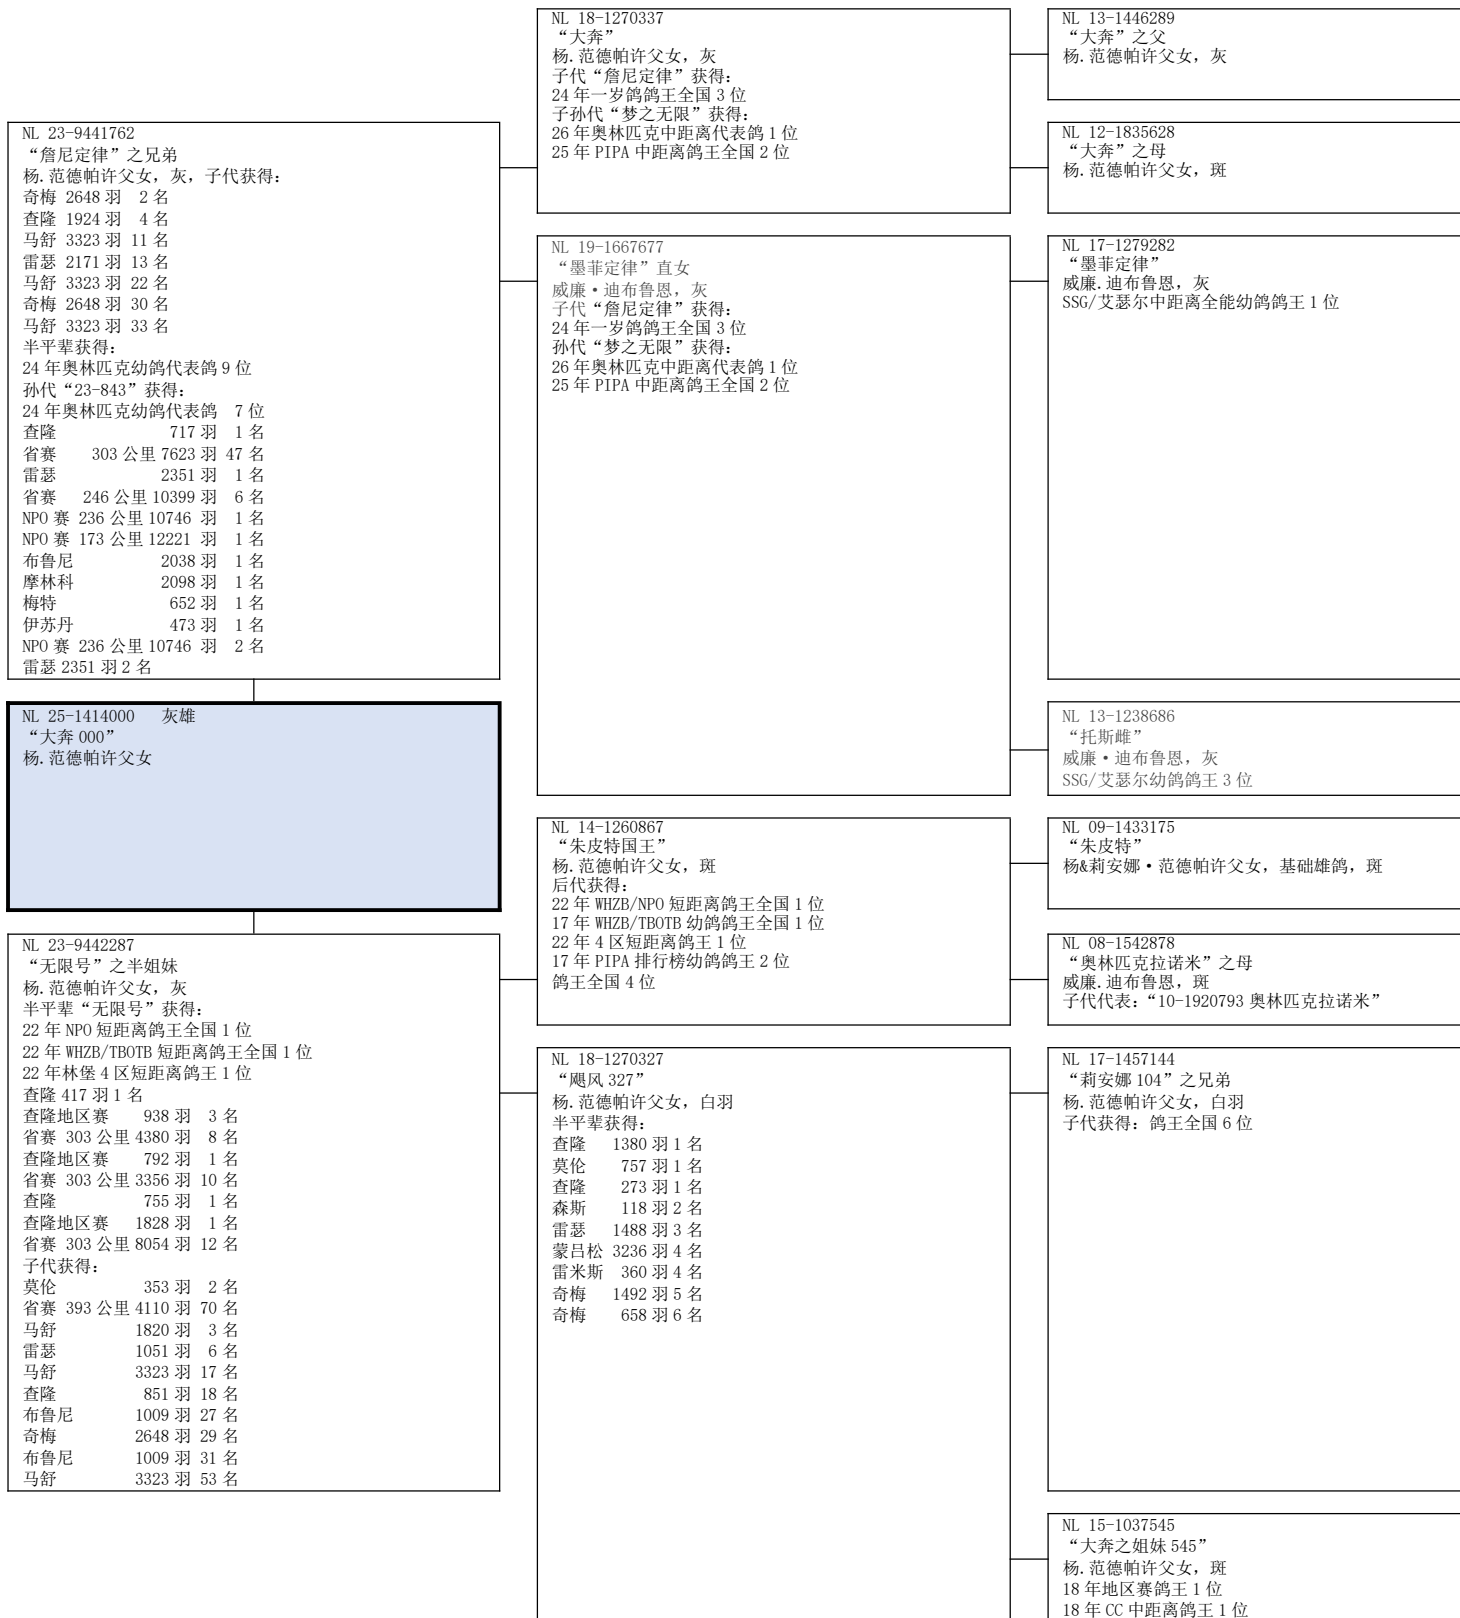 NL 23-9441762
“詹尼定律”之兄弟
杨.范德帕许父女，灰，子代获得：
奇梅 2648 羽 2 名
查隆 1924 羽 4 名
马舒 3323 羽 11 名
雷瑟 2171 羽 13 名
马舒 3323 羽 22 名
奇梅 2648 羽 30 名
马舒 3323 羽 33 名
半平辈获得：
24 年奥林匹克幼鸽代表鸽 9 位
孙代“23-843”获得：
24 年奥林匹克幼鸽代表鸽 7 位
查隆 717 羽 1 名
省赛 303 公里 7623 羽 47 名
雷瑟 2351 羽 1 名
省赛 246 公里 10399 羽 6 名
NPO 赛 236 公里 10746 羽 1 名
NPO 赛 173 公里 12221 羽 1 名
布鲁尼 2038 羽 1 名
摩林科 2098 羽 1 名
梅特 652 羽 1 名
伊苏丹 473 羽 1 名
NPO 赛 236 公里 10746 羽 2 名
雷瑟 2351 羽 2 名
NL 25-1414000 灰雄
“大奔 000”
杨.范德帕许父女
NL 23-9442287
“无限号”之半姐妹
杨.范德帕许父女，灰
半平辈“无限号”获得：
22 年 NPO 短距离鸽王全国 1 位
22 年 WHZB/TBOTB 短距离鸽王全国 1 位
22 年林堡 4 区短距离鸽王 1 位
查隆 417 羽 1 名
查隆地区赛 938 羽 3 名
省赛 303 公里 4380 羽 8 名
查隆地区赛 792 羽 1 名
省赛 303 公里 3356 羽 10 名
查隆 755 羽 1 名
查隆地区赛 1828 羽 1 名
省赛 303 公里 8054 羽 12 名
子代获得：
莫伦 353 羽 2 名
省赛 393 公里 4110 羽 70 名
马舒 1820 羽 3 名
雷瑟 1051 羽 6 名
马舒 3323 羽 17 名
查隆 851 羽 18 名
布鲁尼 1009 羽 27 名
奇梅 2648 羽 29 名
布鲁尼 1009 羽 31 名
马舒 3323 羽 53 名
NL 18-1270337
“大奔”
杨.范德帕许父女，灰
子代“詹尼定律”获得：
24 年一岁鸽鸽王全国 3 位
子孙代“梦之无限”获得：
26 年奥林匹克中距离代表鸽 1 位
25 年 PIPA 中距离鸽王全国 2 位
NL 19-1667677
“墨菲定律”直女
威廉·迪布鲁恩，灰
子代“詹尼定律”获得：
24 年一岁鸽鸽王全国 3 位
孙代“梦之无限”获得：
26 年奥林匹克中距离代表鸽 1 位
25 年 PIPA 中距离鸽王全国 2 位
NL 14-1260867
“朱皮特国王”
杨.范德帕许父女，斑
后代获得：
22 年 WHZB/NPO 短距离鸽王全国 1 位
17 年 WHZB/TBOTB 幼鸽鸽王全国 1 位
22 年 4 区短距离鸽王 1 位
17 年 PIPA 排行榜幼鸽鸽王 2 位
鸽王全国 4 位
NL 18-1270327
“飓风 327”
杨.范德帕许父女，白羽
半平辈获得：
查隆 1380 羽 1 名
莫伦 757 羽 1 名
查隆 273 羽 1 名
森斯 118 羽 2 名
雷瑟 1488 羽 3 名
蒙吕松 3236 羽 4 名
雷米斯 360 羽 4 名
奇梅 1492 羽 5 名
奇梅 658 羽 6 名
NL 13-1446289
“大奔”之父
杨.范德帕许父女，灰
NL 12-1835628
“大奔”之母
杨.范德帕许父女，斑
NL 17-1279282
“墨菲定律”
威廉.迪布鲁恩，灰
SSG/艾瑟尔中距离全能幼鸽鸽王 1 位
NL 13-1238686
“托斯雌”
威廉·迪布鲁恩，灰
SSG/艾瑟尔幼鸽鸽王 3 位
NL 09-1433175
“朱皮特”
杨&莉安娜·范德帕许父女，基础雄鸽，斑
NL 08-1542878
“奥林匹克拉诺米”之母
威廉.迪布鲁恩，斑
子代代表：“10-1920793 奥林匹克拉诺米”
NL 17-1457144
“莉安娜 104”之兄弟
杨.范德帕许父女，白羽
子代获得：鸽王全国 6 位
NL 15-1037545
“大奔之姐妹 545”
杨.范德帕许父女，斑
18 年地区赛鸽王 1 位
18 年 CC 中距离鸽王 1 位